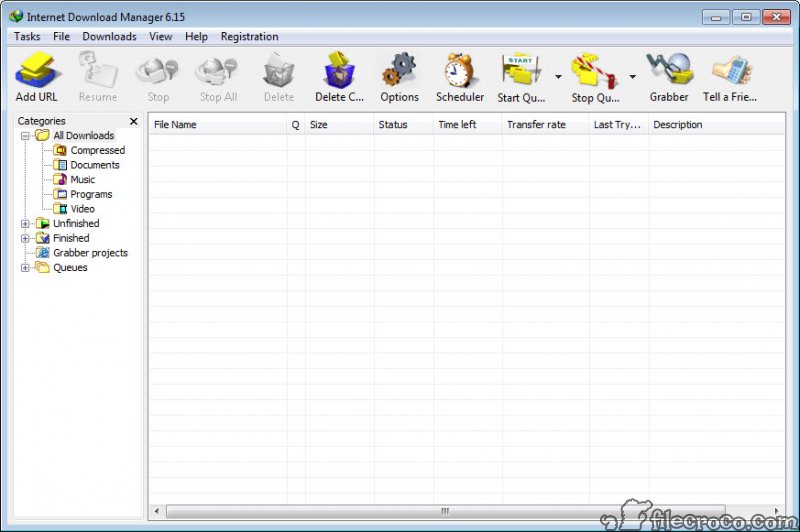 Internet Download Manager 6.15
Tasks File Downloads View Help Registration
START
Add URL Resume Stop Stop All Delete Delete C... Options Scheduler Start Qu... Stop Qu... Grabber Tell a Frie...
Categories
File Name Q Size Status Time left Transfer rate Last Try... Description
All Downloads
Compressed
Documents
Music
Programs
Video
Unfinished
Finished
Grabber projects
Queues
filecroco.com